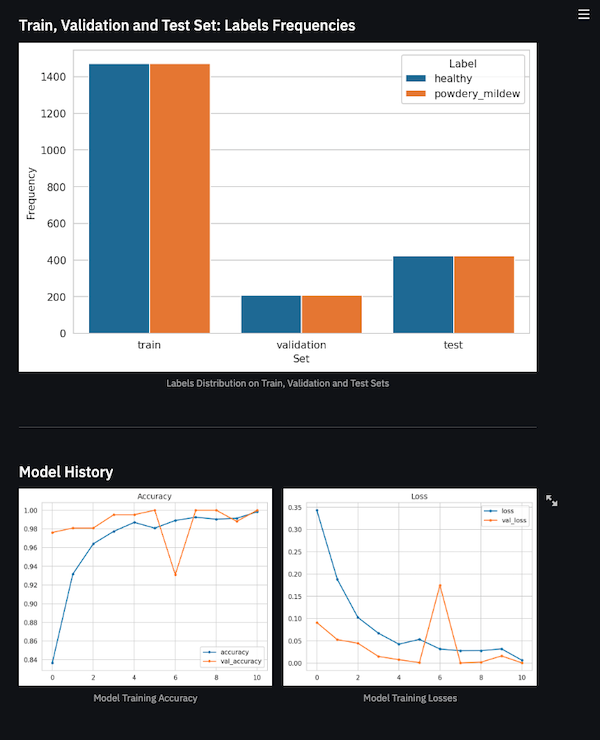 Train, Validation and Test Set: Labels Frequencies
Label
healthy
powdery_mildew
1400
1200
1000
800
600
400
200
0
Frequency
train validation test
Set
Labels Distribution on Train, Validation and Test Sets
Model History
Accuracy
1.00
0.98
0.96
0.94
0.92
0.90
0.88
0.86
0.84
accuracy
val_accuracy
0 2 4 6 8 10
Model Training Accuracy
Loss
0.35
0.30
0.25
0.20
0.15
0.10
0.05
0.00
loss
val_loss
0 2 4 6 8 10
Model Training Losses